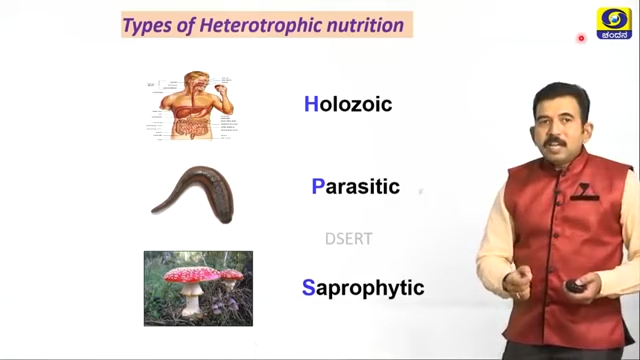 Types of Heterotrophic nutrition
ಚಂದನ
Holozoic
Parasitic
DSERT
Saprophytic